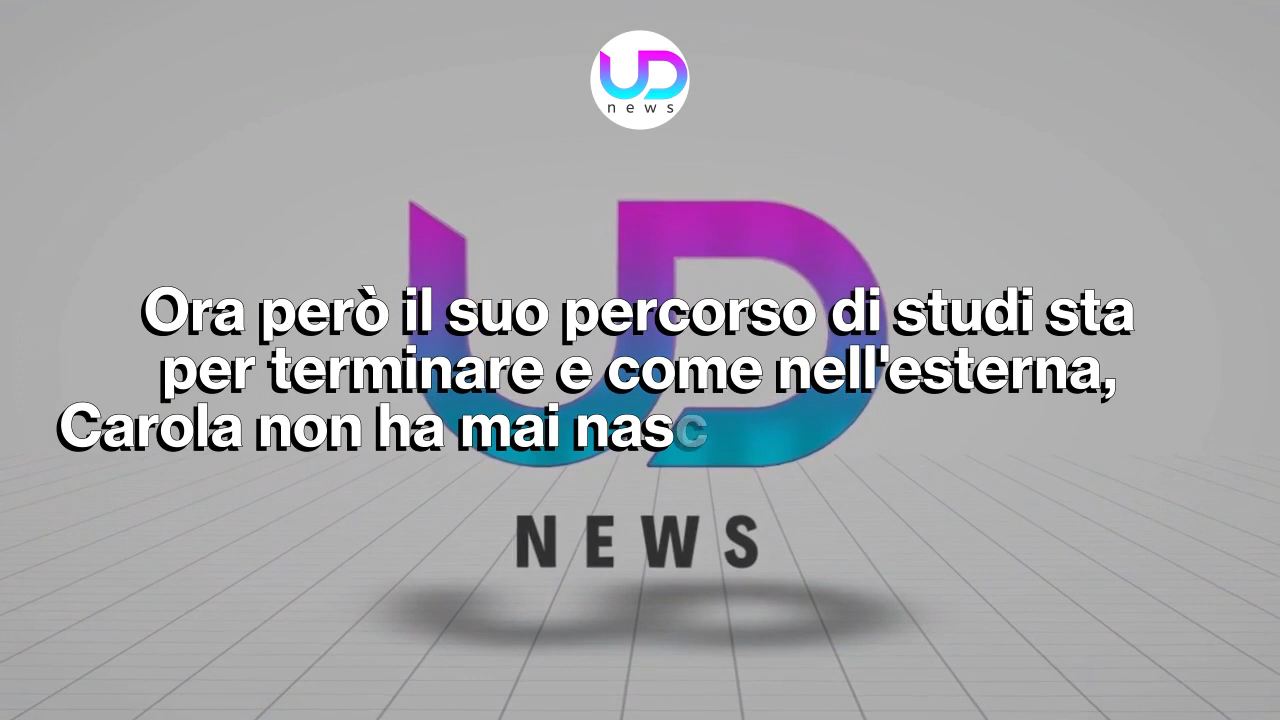 UD
news
UD
Ora però il suo percorso di studi sta
per terminare e come nell'esterna,
Carola non ha mai nasc
NEWS